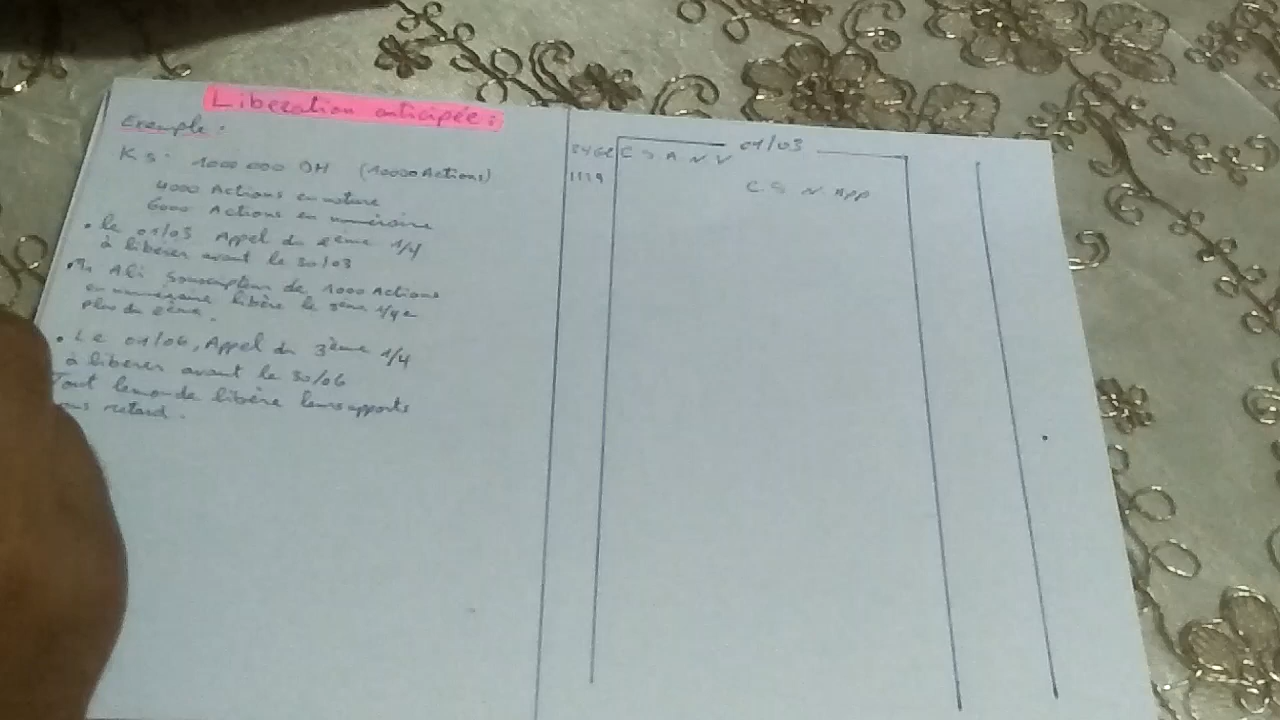 Libération anticipée :
Exemple :
K s : 1000 000 DH (10000 Actions)
4000 Actions en nature
6000 Actions en numéraire
• le 01/03 Appel du 2ème 1/4
à libérer avant le 30/03
• Mr Ali Souscripteur de 1000 Actions
en numéraire libère le 3ème 1/4
plus du 2ème.
• Le 01/06, Appel du 3ème 1/4
à libérer avant le 30/06
Tout le monde libère leurs apports
retard.
01/03
3462 C S A N V
1119 C S N. App